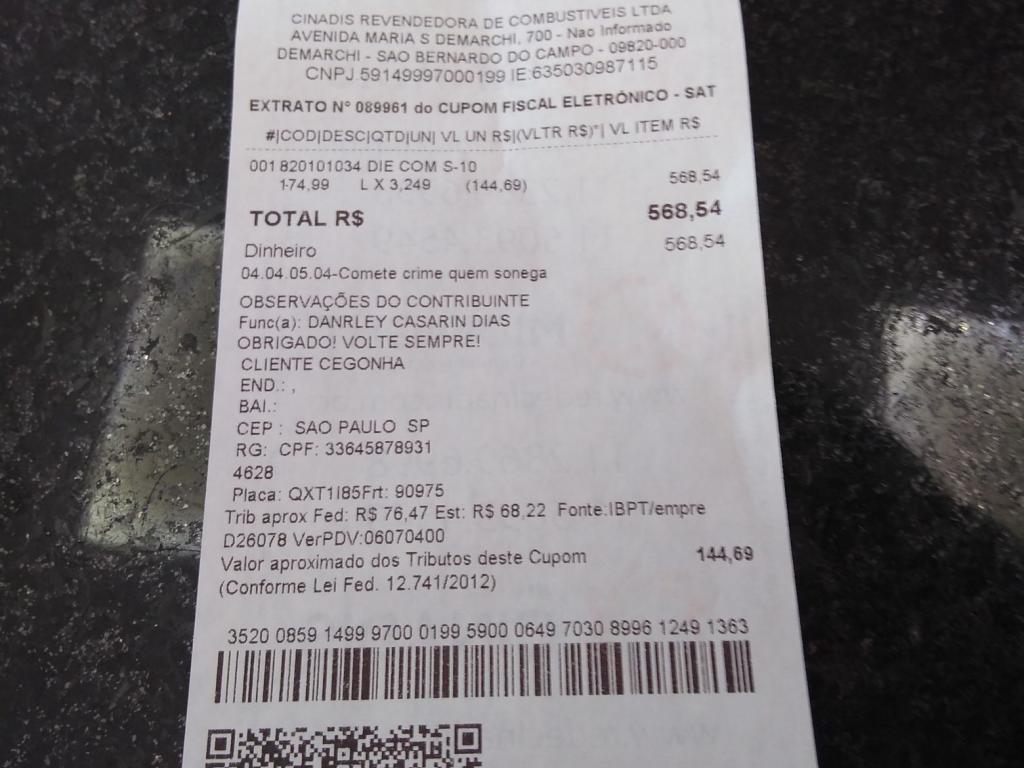 CINADIS REVENDEDORA DE COMBUSTIVEIS LTDA
AVENIDA MARIA S DEMARCHI, 700 - Nao Informado
DEMARCHI - SAO BERNARDO DO CAMPO - 09820-000
CNPJ 59149997000199 IE:635030987115
EXTRATO N° 089961 do CUPOM FISCAL ELETRÔNICO - SAT
#|COD|DESC|QTD|UN| VL UN R$|(VLTR R$)*| VL ITEM R$
001 820101034 DIE COM S-10
174,99 L X 3,249 (144,69) 568,54
TOTAL R$ 568,54
Dinheiro 568,54
04.04.05.04-Comete crime quem sonega
OBSERVAÇÕES DO CONTRIBUINTE
Func(a): DANRLEY CASARIN DIAS
OBRIGADO! VOLTE SEMPRE!
CLIENTE CEGONHA
END.: ,
BAI.:
CEP : SAO PAULO SP
RG: CPF: 33645878931
4628
Placa: QXT1I85Frt: 90975
Trib aprox Fed: R$ 76,47 Est: R$ 68,22 Fonte:IBPT/empre
D26078 VerPDV:06070400
Valor aproximado dos Tributos deste Cupom 144,69
(Conforme Lei Fed. 12.741/2012)
3520 0859 1499 9700 0199 5900 0649 7030 8996 1249 1363